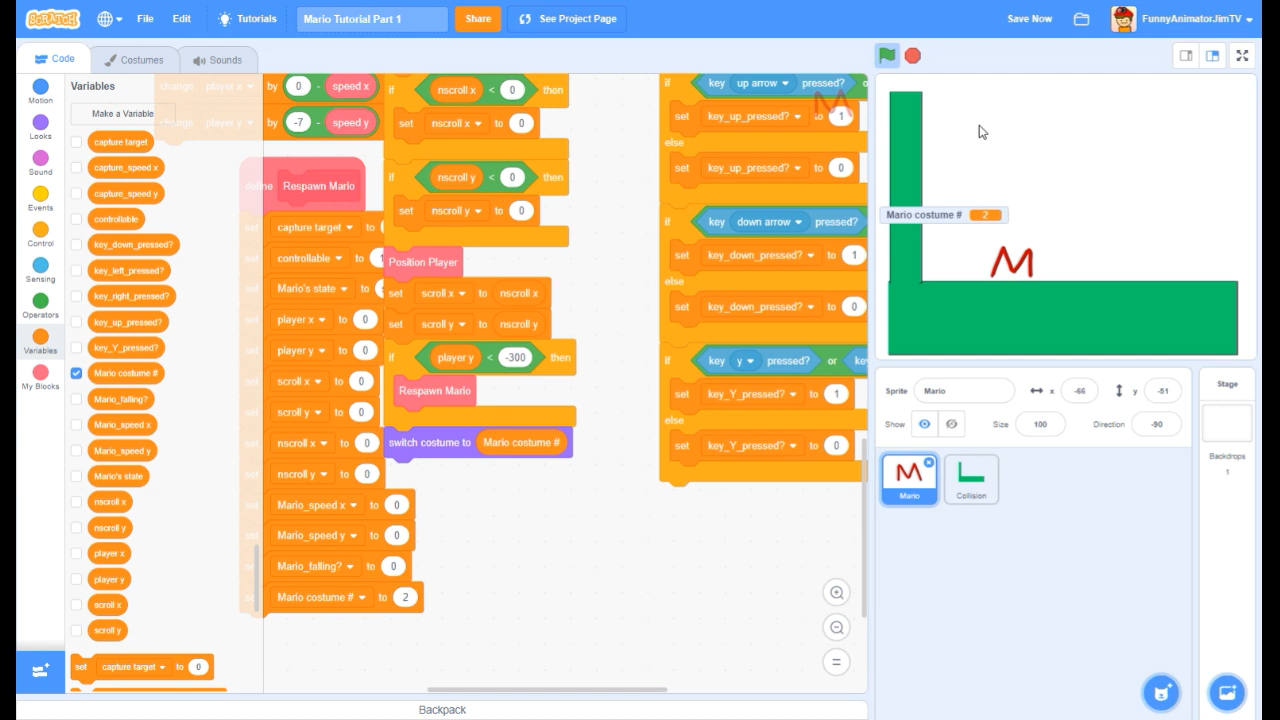 SCRATCH File Edit Tutorials Mario Tutorial Part 1 Share See Project Page Save Now FunnyAnimatorJimTV
Code Costumes Sounds
Motion
Looks
Sound
Events
Control
Sensing
Operators
Variables
My Blocks
Variables
Make a Variable
capture target
capture_speed x
capture_speed y
controllable
key_down_pressed?
key_left_pressed?
key_right_pressed?
key_up_pressed?
key_Y_pressed?
Mario costume #
Mario_falling?
Mario_speed x
Mario_speed y
Mario's state
nscroll x
nscroll y
player x
player y
scroll x
scroll y
set capture target to 0
change player x by 0 - speed x
change player y by -7 - speed y
define Respawn Mario
set capture target to
set controllable to 1
set Mario's state to
set player x to 0
set player y to 0
set scroll x to 0
set scroll y to 0
set nscroll x to 0
set nscroll y to 0
set Mario_speed x to 0
set Mario_speed y to 0
set Mario_falling? to 0
set Mario costume # to 2
if nscroll x < 0 then
set nscroll x to 0
if nscroll y < 0 then
set nscroll y to 0
Position Player
set scroll x to nscroll x
set scroll y to nscroll y
if player y < -300 then
Respawn Mario
switch costume to Mario costume #
if key up arrow pressed? o
set key_up_pressed? to 1
else
set key_up_pressed? to 0
if key down arrow pressed?
set key_down_pressed? to 1
else
set key_down_pressed? to 0
if key y pressed? or ke
set key_Y_pressed? to 1
else
set key_Y_pressed? to 0
M
Mario costume # 2
M
Sprite Mario x -66 y -51
Show Size 100 Direction -90
M
Mario
Collision
Stage
Backdrops
1
Backpack